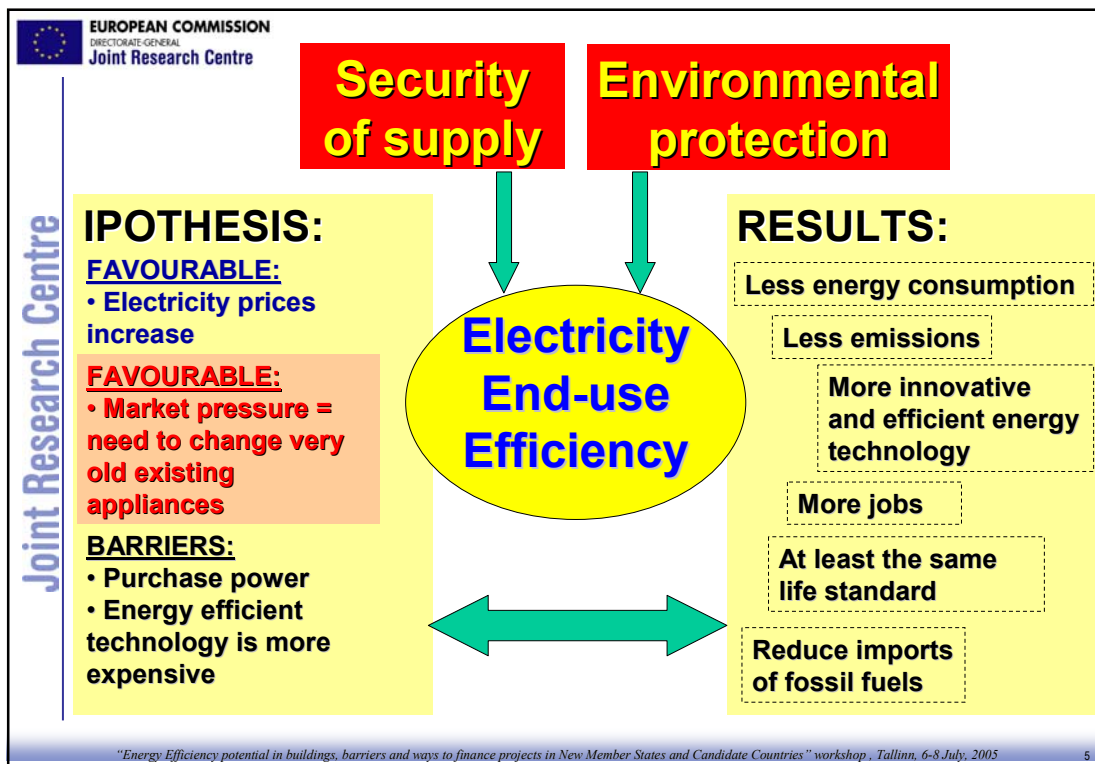 EUROPEAN COMMISSION
DIRECTORATE-GENERAL
Joint Research Centre
Joint Research Centre
Security
of supply
Environmental
protection
IPOTHESIS:
FAVOURABLE:
• Electricity prices
increase
FAVOURABLE:
• Market pressure =
need to change very
old existing
appliances
BARRIERS:
• Purchase power
• Energy efficient
technology is more
expensive
Electricity
End-use
Efficiency
RESULTS:
Less energy consumption
Less emissions
More innovative
and efficient energy
technology
More jobs
At least the same
life standard
Reduce imports
of fossil fuels
“Energy Efficiency potential in buildings, barriers and ways to finance projects in New Member States and Candidate Countries” workshop , Tallinn, 6-8 July, 2005
5